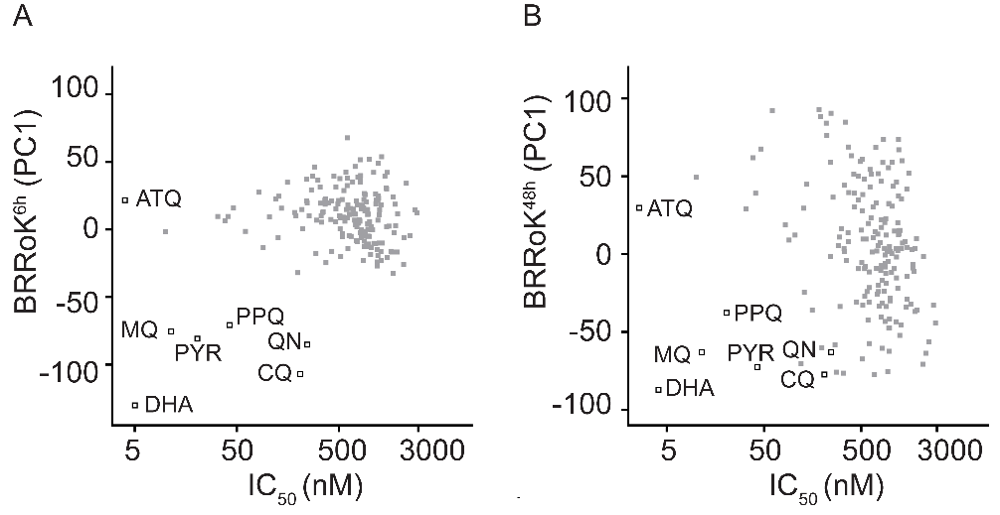 A
BRRoK6h (PC1)
100
50
0
-50
-100
ATQ
PPQ
MQ
PYR
QN
CQ
DHA
5
50
500
3000
IC50 (nM)
B
BRRoK48h (PC1)
100
50
0
-50
-100
ATQ
PPQ
MQ
PYR
QN
CQ
DHA
5
50
500
3000
IC50 (nM)